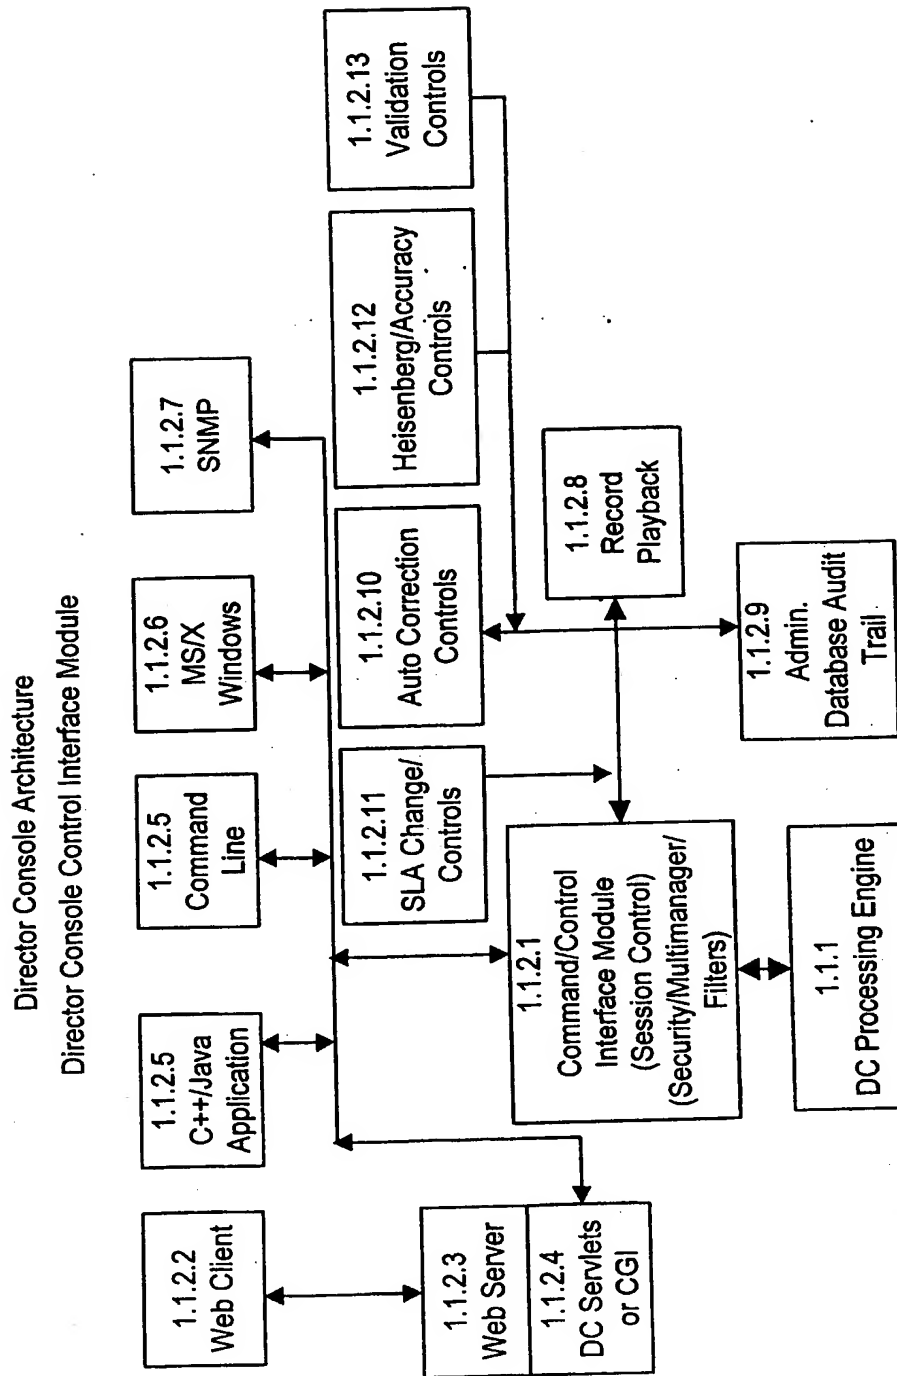 Director Console Architecture
Director Console Control Interface Module
1.1.2.2
Web Client
1.1.2.5
C++/Java
Application
1.1.2.5
Command
Line
1.1.2.6
MS/X
Windows
1.1.2.7
SNMP
1.1.2.3
Web Server
1.1.2.4
DC Servlets
or CGI
1.1.2.11
SLA Change/
Controls
1.1.2.10
Auto Correction
Controls
1.1.2.12
Heisenberg/Accuracy
Controls
1.1.2.13
Validation
Controls
1.1.2.1
Command/Control
Interface Module
(Session Control)
(Security/Multimanager/
Filters)
1.1.2.8
Record
Playback
1.1.2.9
Admin.
Database Audit
Trail
1.1.1
DC Processing Engine